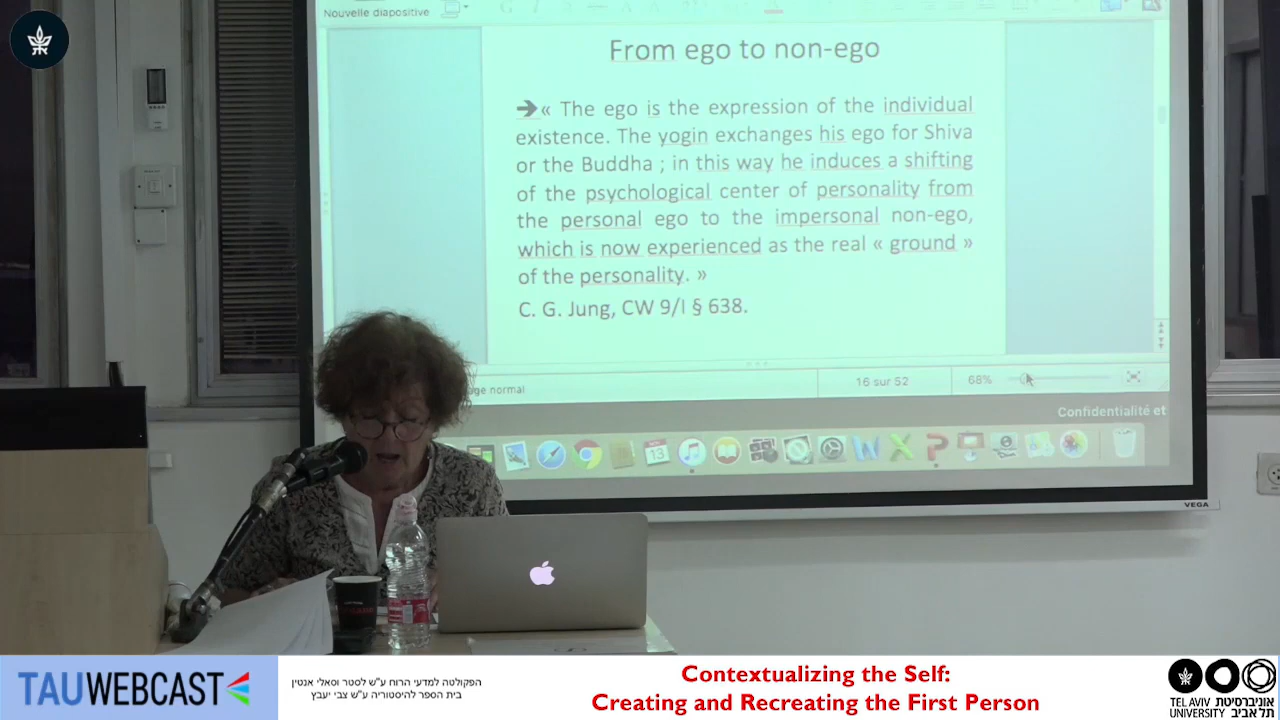 Nouvelle diapositive
From ego to non-ego
➔« The ego is the expression of the individual
existence. The yogin exchanges his ego for Shiva
or the Buddha ; in this way he induces a shifting
of the psychological center of personality from
the personal ego to the impersonal non-ego,
which is now experienced as the real « ground »
of the personality. »
C. G. Jung, CW 9/I § 638.
normal
16 sur 52
68%
Confidentialité et
13
VEGA
TAUWEBCAST
הפקולטה למדעי הרוח ע"ש לסטר וסאלי אנטין
בית הספר להיסטוריה ע"ש צבי יעבץ
Contextualizing the Self:
Creating and Recreating the First Person
TEL AVIV אוניברסיטת
UNIVERSITY תל אביב